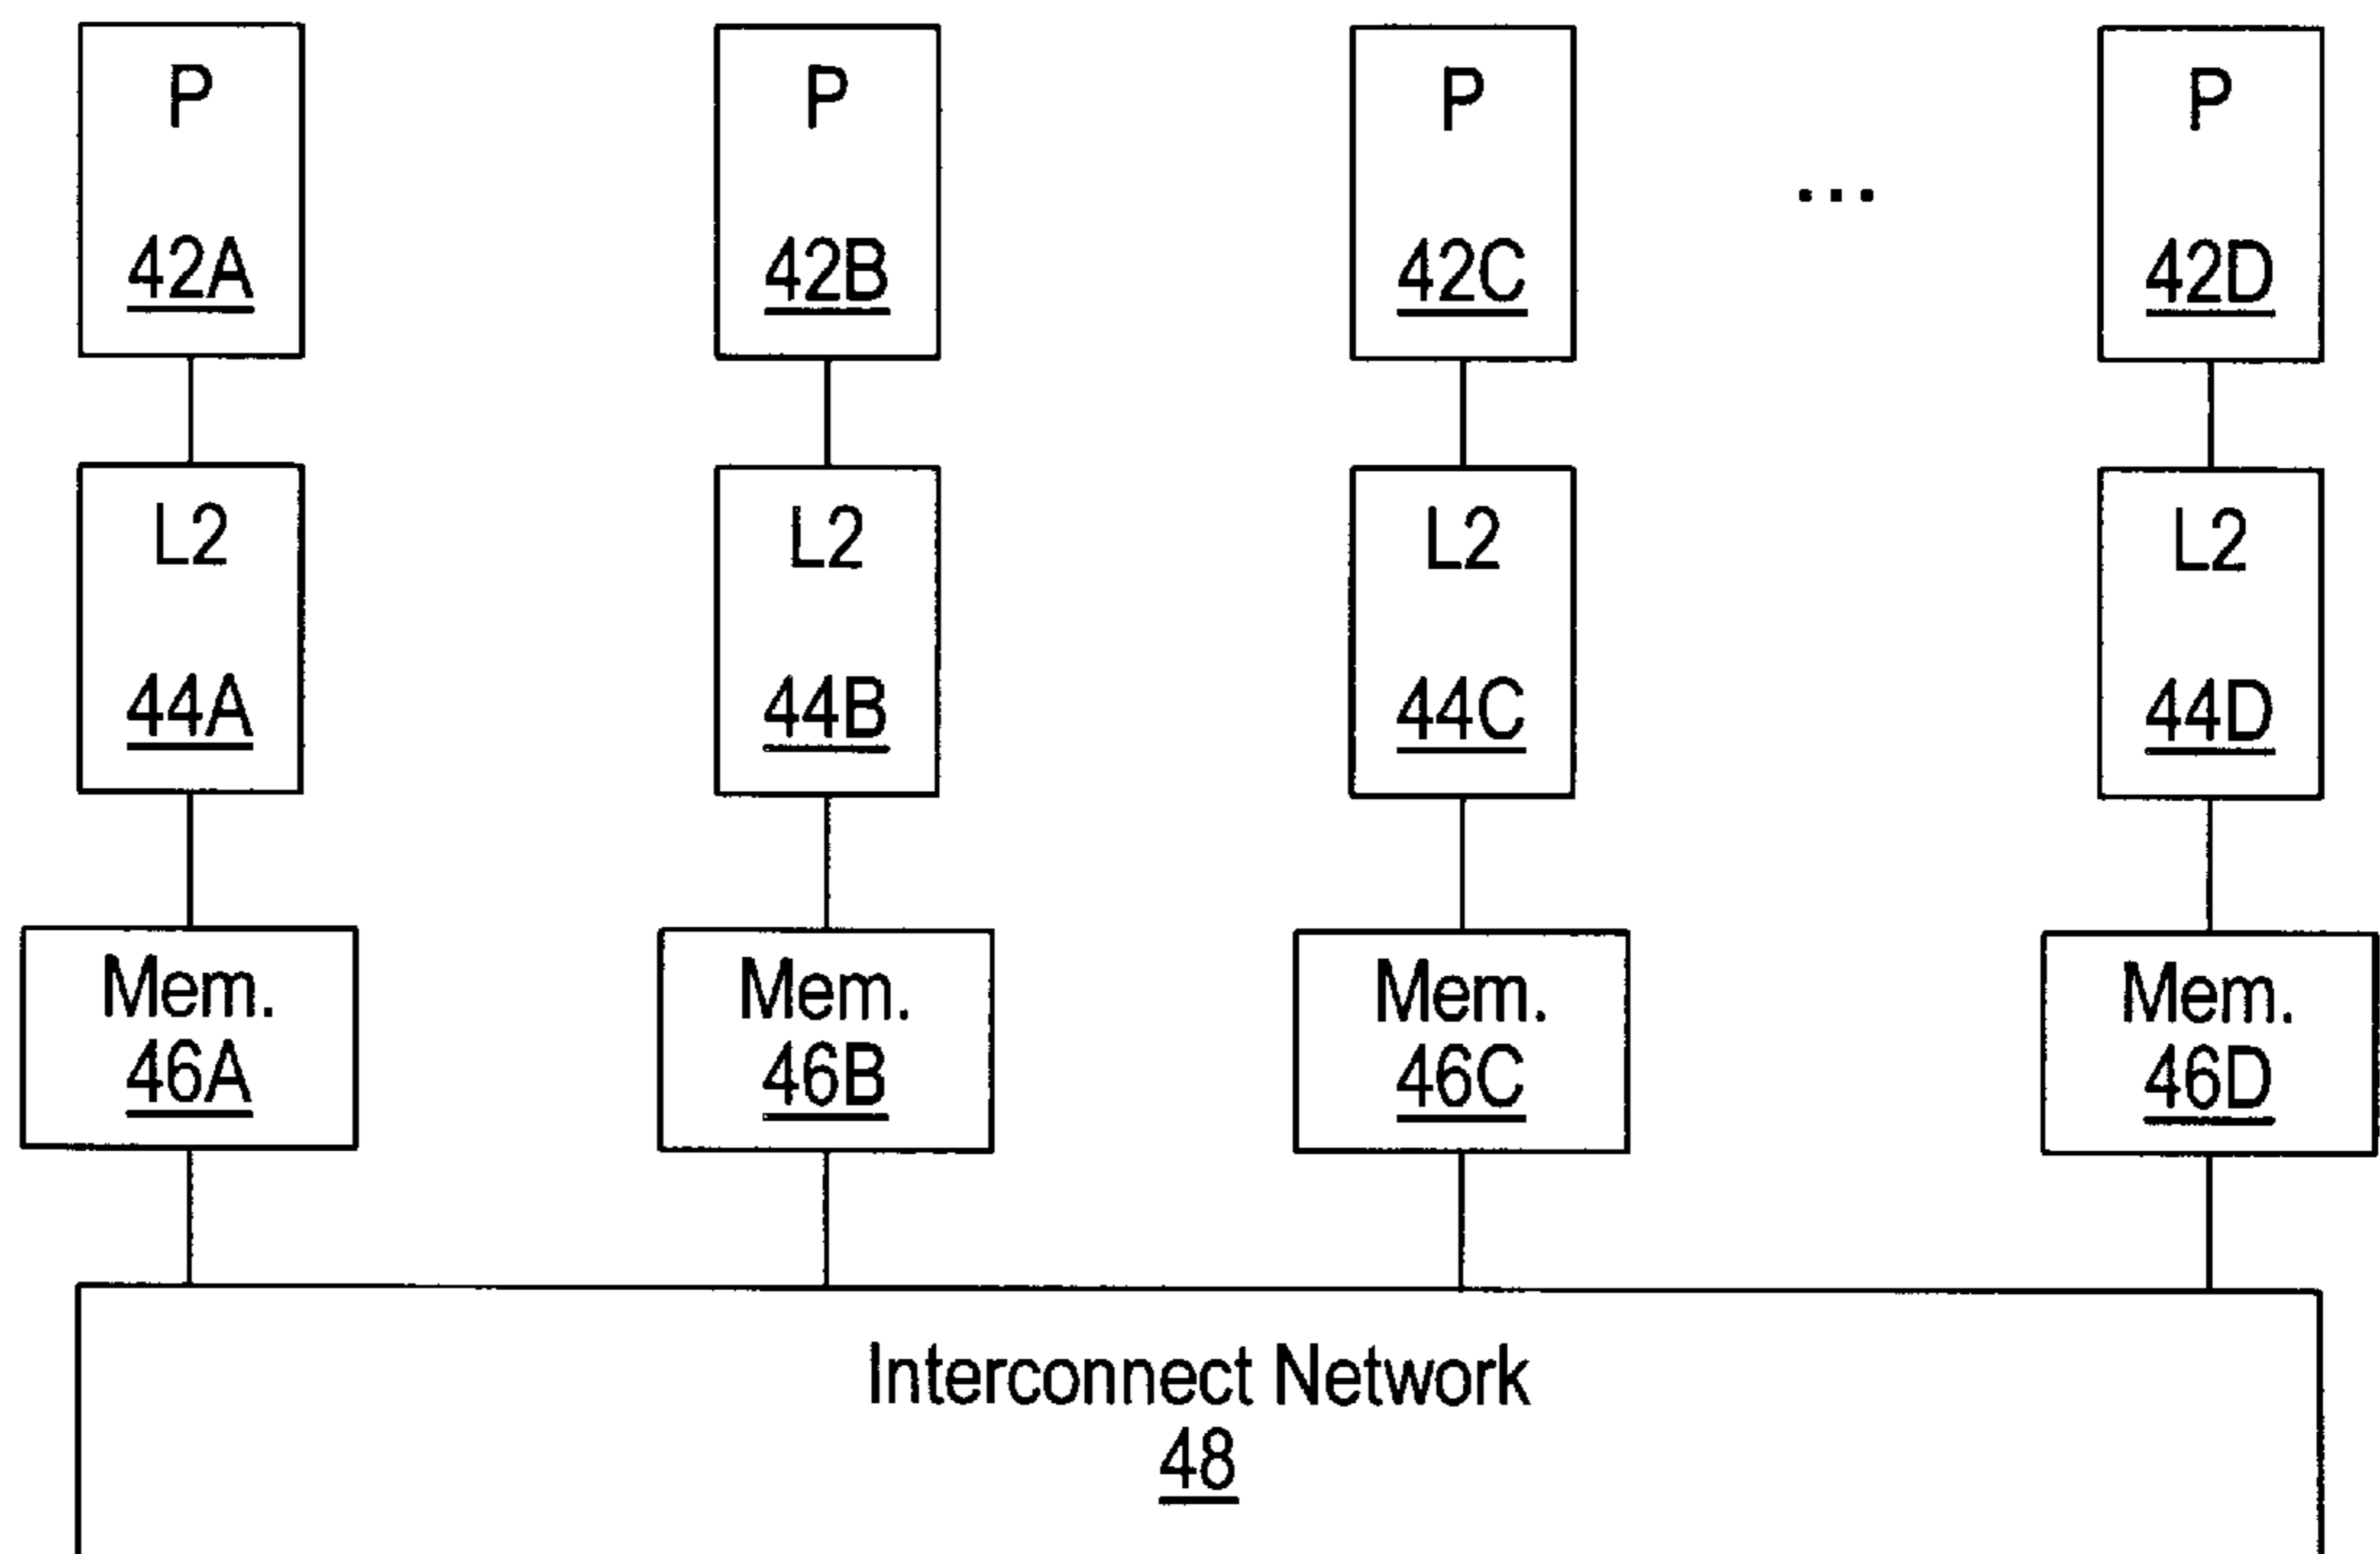 P P P P
...
42A 42B 42C 42D
L2 L2 L2 L2
44A 44B 44C 44D
Mem. Mem. Mem. Mem.
46A 46B 46C 46D
Interconnect Network
48